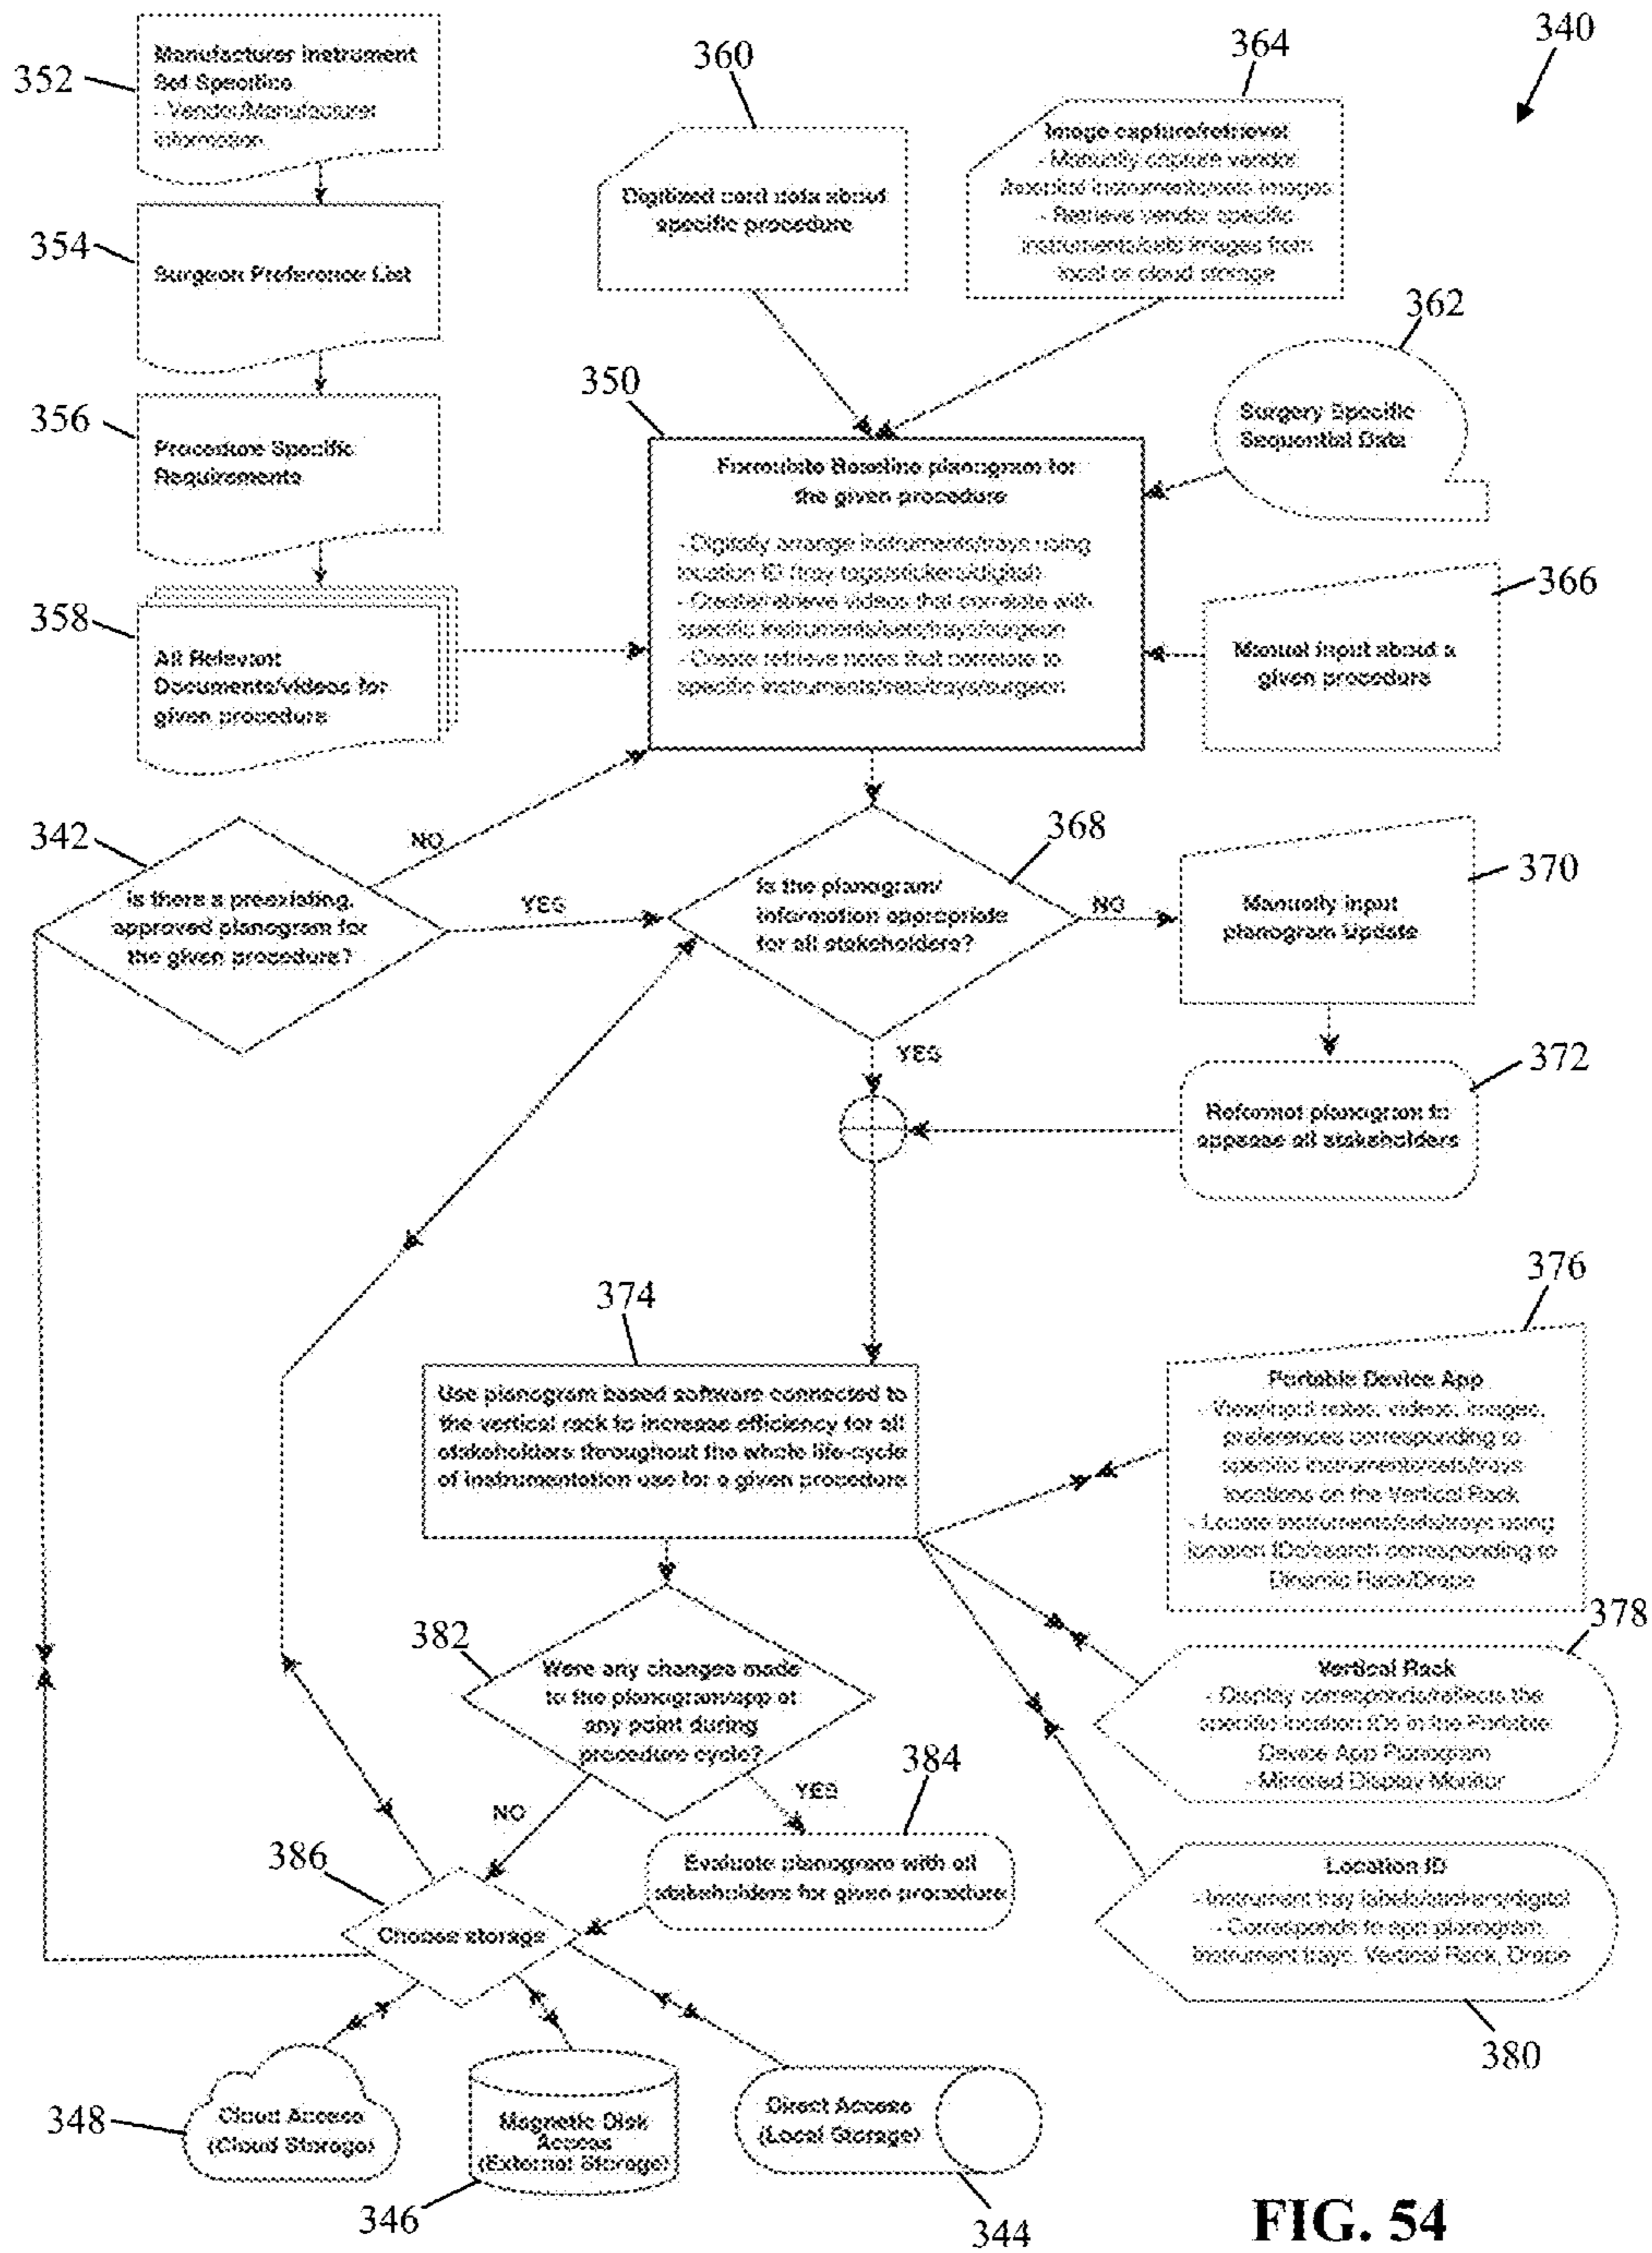 340
352
Manufacturer Instrument
Set Specifics
- Vendor/Manufacturer
information
354
Surgeon Preference List
356
Procedure Specific
Requirements
358
All Relevant
Documents/videos for
given procedure
360
Digitized card data about
specific procedure
364
Image capture/retrieval
- Manually capture vendor
/hospital instruments/sets images
- Retrieve vendor specific
instruments/sets images from
local or cloud storage
362
Surgery Specific
Sequential Data
350
Formulate Baseline planogram for
the given procedure
- Digitally arrange instruments/trays using
location ID (tray tags/stickers/digital)
- Create/retrieve videos that correlate with
specific instruments/sets/trays/surgeon
- Create retrieve notes that correlate to
specific instruments/sets/trays/surgeon
366
Manual input about a
given procedure
342
Is there a preexisting,
approved planogram for
the given procedure?
NO
YES
368
Is the planogram/
information appropriate
for all stakeholders?
NO
YES
370
Manually input
planogram Update
372
Reformat planogram to
appease all stakeholders
374
Use planogram based software connected to
the vertical rack to increase efficiency for all
stakeholders throughout the whole life-cycle
of instrumentation use for a given procedure
376
Portable Device App
- View/input notes, videos, images,
preferences corresponding to
specific instruments/sets/trays
locations on the Vertical Rack
- Locate instruments/sets/trays using
location IDs/search corresponding to
Rack/Drape
378
Vertical Rack
- Display corresponds/reflects the
specific location IDs in the Portable
Device App Planogram
- Mirrored Display Monitor
380
Location ID
- Instrument tray labels/stickers/digital
- Corresponds to app planogram,
Instrument trays, Vertical Rack, Drape
382
Were any changes made
to the planogram/app at
any point during
procedure cycle?
NO
YES
384
Evaluate planogram with all
stakeholders for given procedure
386
Choose storage
348
Cloud Access
(Cloud Storage)
346
Magnetic Disk
Access
(External Storage)
344
Direct Access
(Local Storage)
FIG. 54